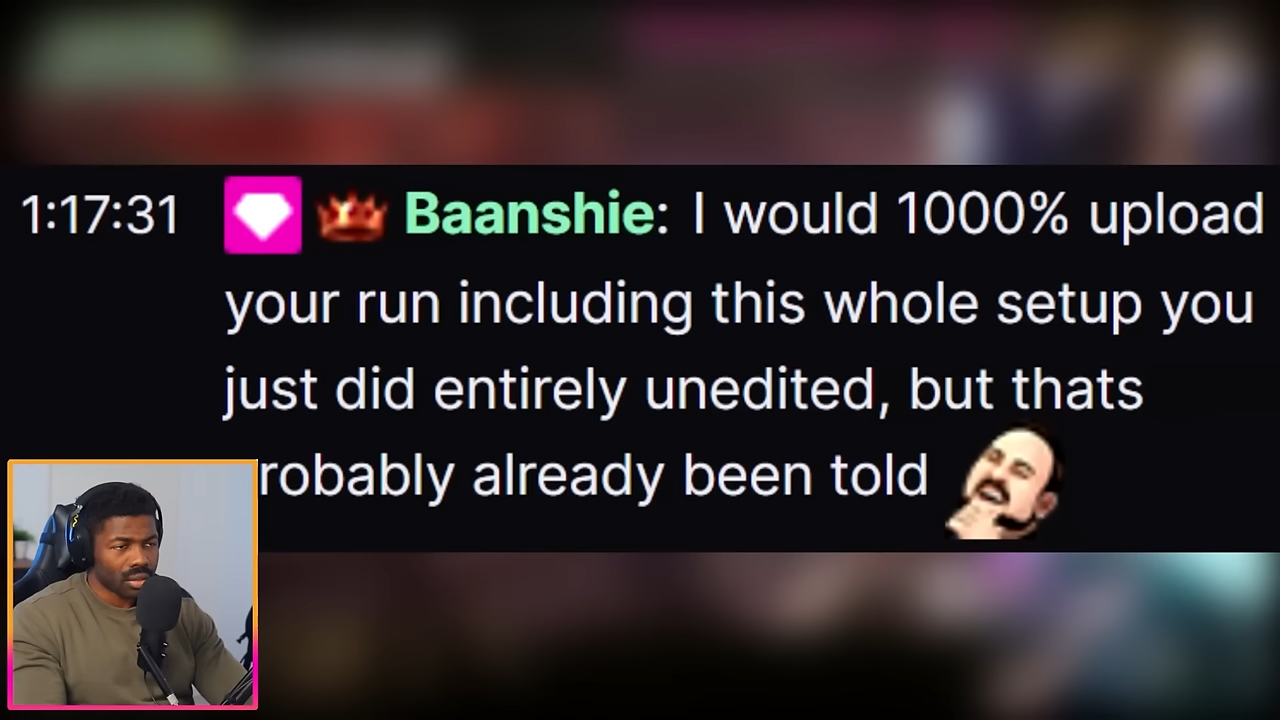 1:17:31 Baanshie: I would 1000% upload
your run including this whole setup you
just did entirely unedited, but thats
robably already been told